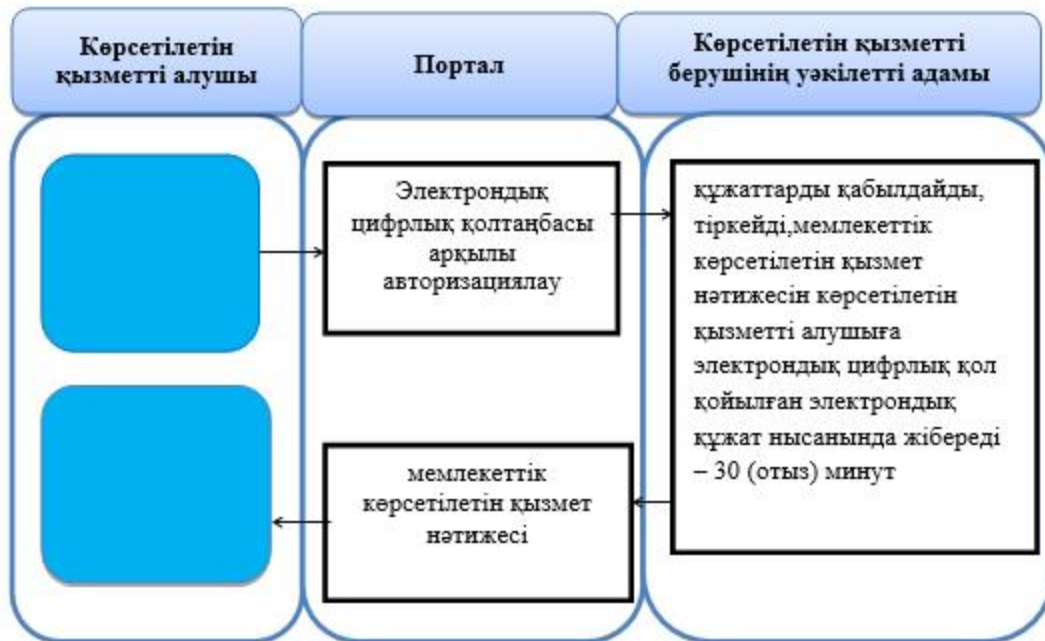 Көрсетілетін
қызметті алушы
Портал
Көрсетілетін қызметті
берушінің уәкілетті адамы
Электрондық
цифрлық қолтаңбасы
арқылы
авторизациялау
құжаттарды қабылдайды,
тіркейді,мемлекеттік
көрсетілетін қызмет
нәтижесін көрсетілетін
қызметті алушыға
электрондық цифрлық қол
қойылған электрондық
құжат нысанында жібереді
– 30 (отыз) минут
мемлекеттік
көрсетілетін қызмет
нәтижесі